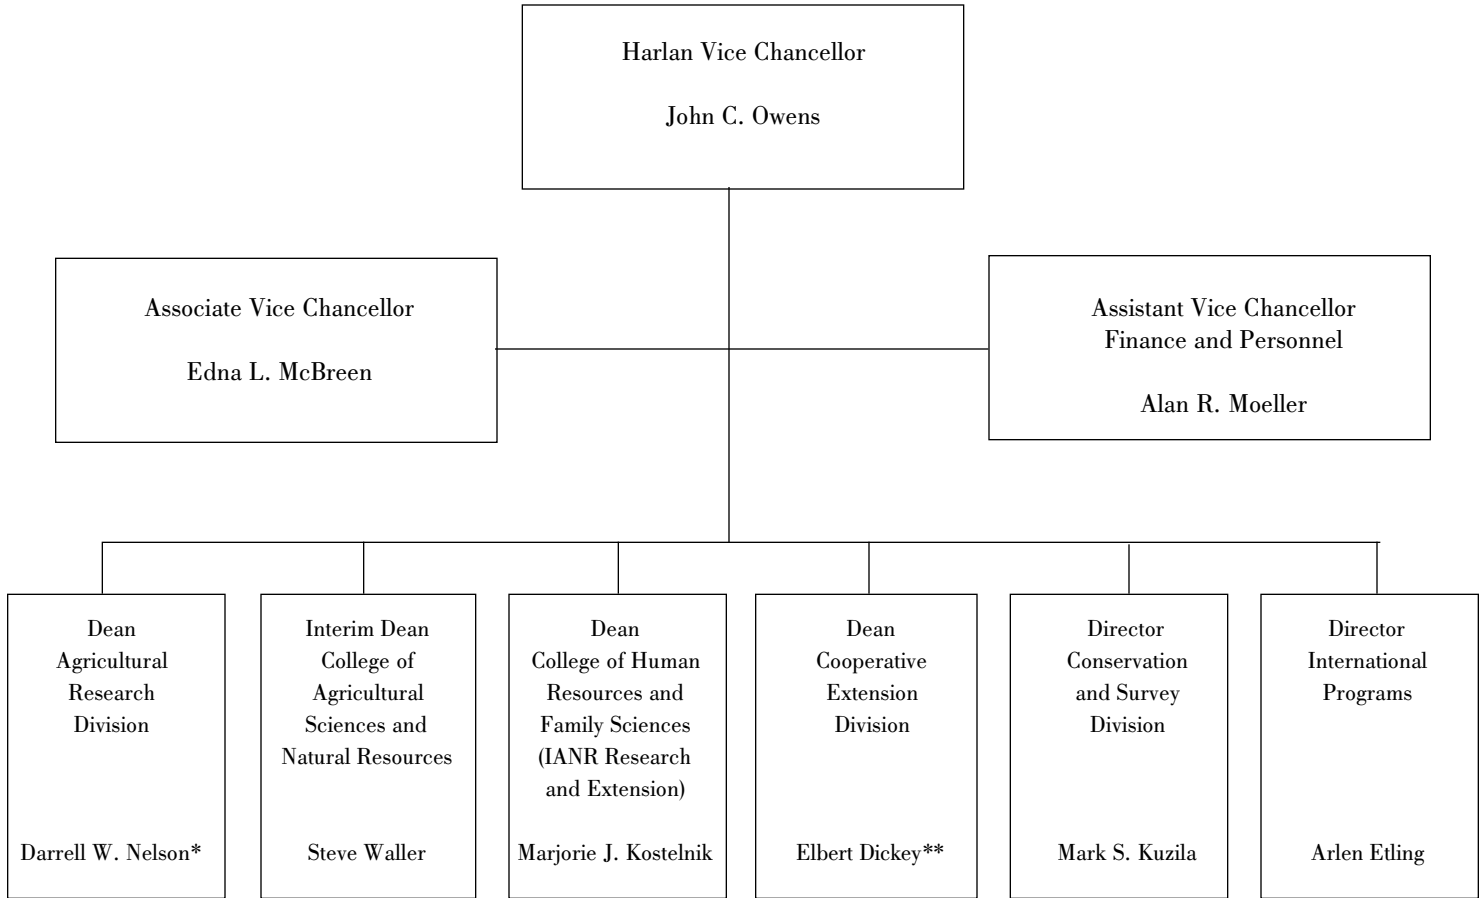 Harlan Vice Chancellor
John C. Owens
Associate Vice Chancellor
Edna L. McBreen
Assistant Vice Chancellor
Finance and Personnel
Alan R. Moeller
Dean
Agricultural
Research
Division
Darrell W. Nelson*
Interim Dean
College of
Agricultural
Sciences and
Natural Resources
Steve Waller
Dean
College of Human
Resources and
Family Sciences
(IANR Research
and Extension)
Marjorie J. Kostelnik
Dean
Cooperative
Extension
Division
Elbert Dickey**
Director
Conservation
and Survey
Division
Mark S. Kuzila
Director
International
Programs
Arlen Etling